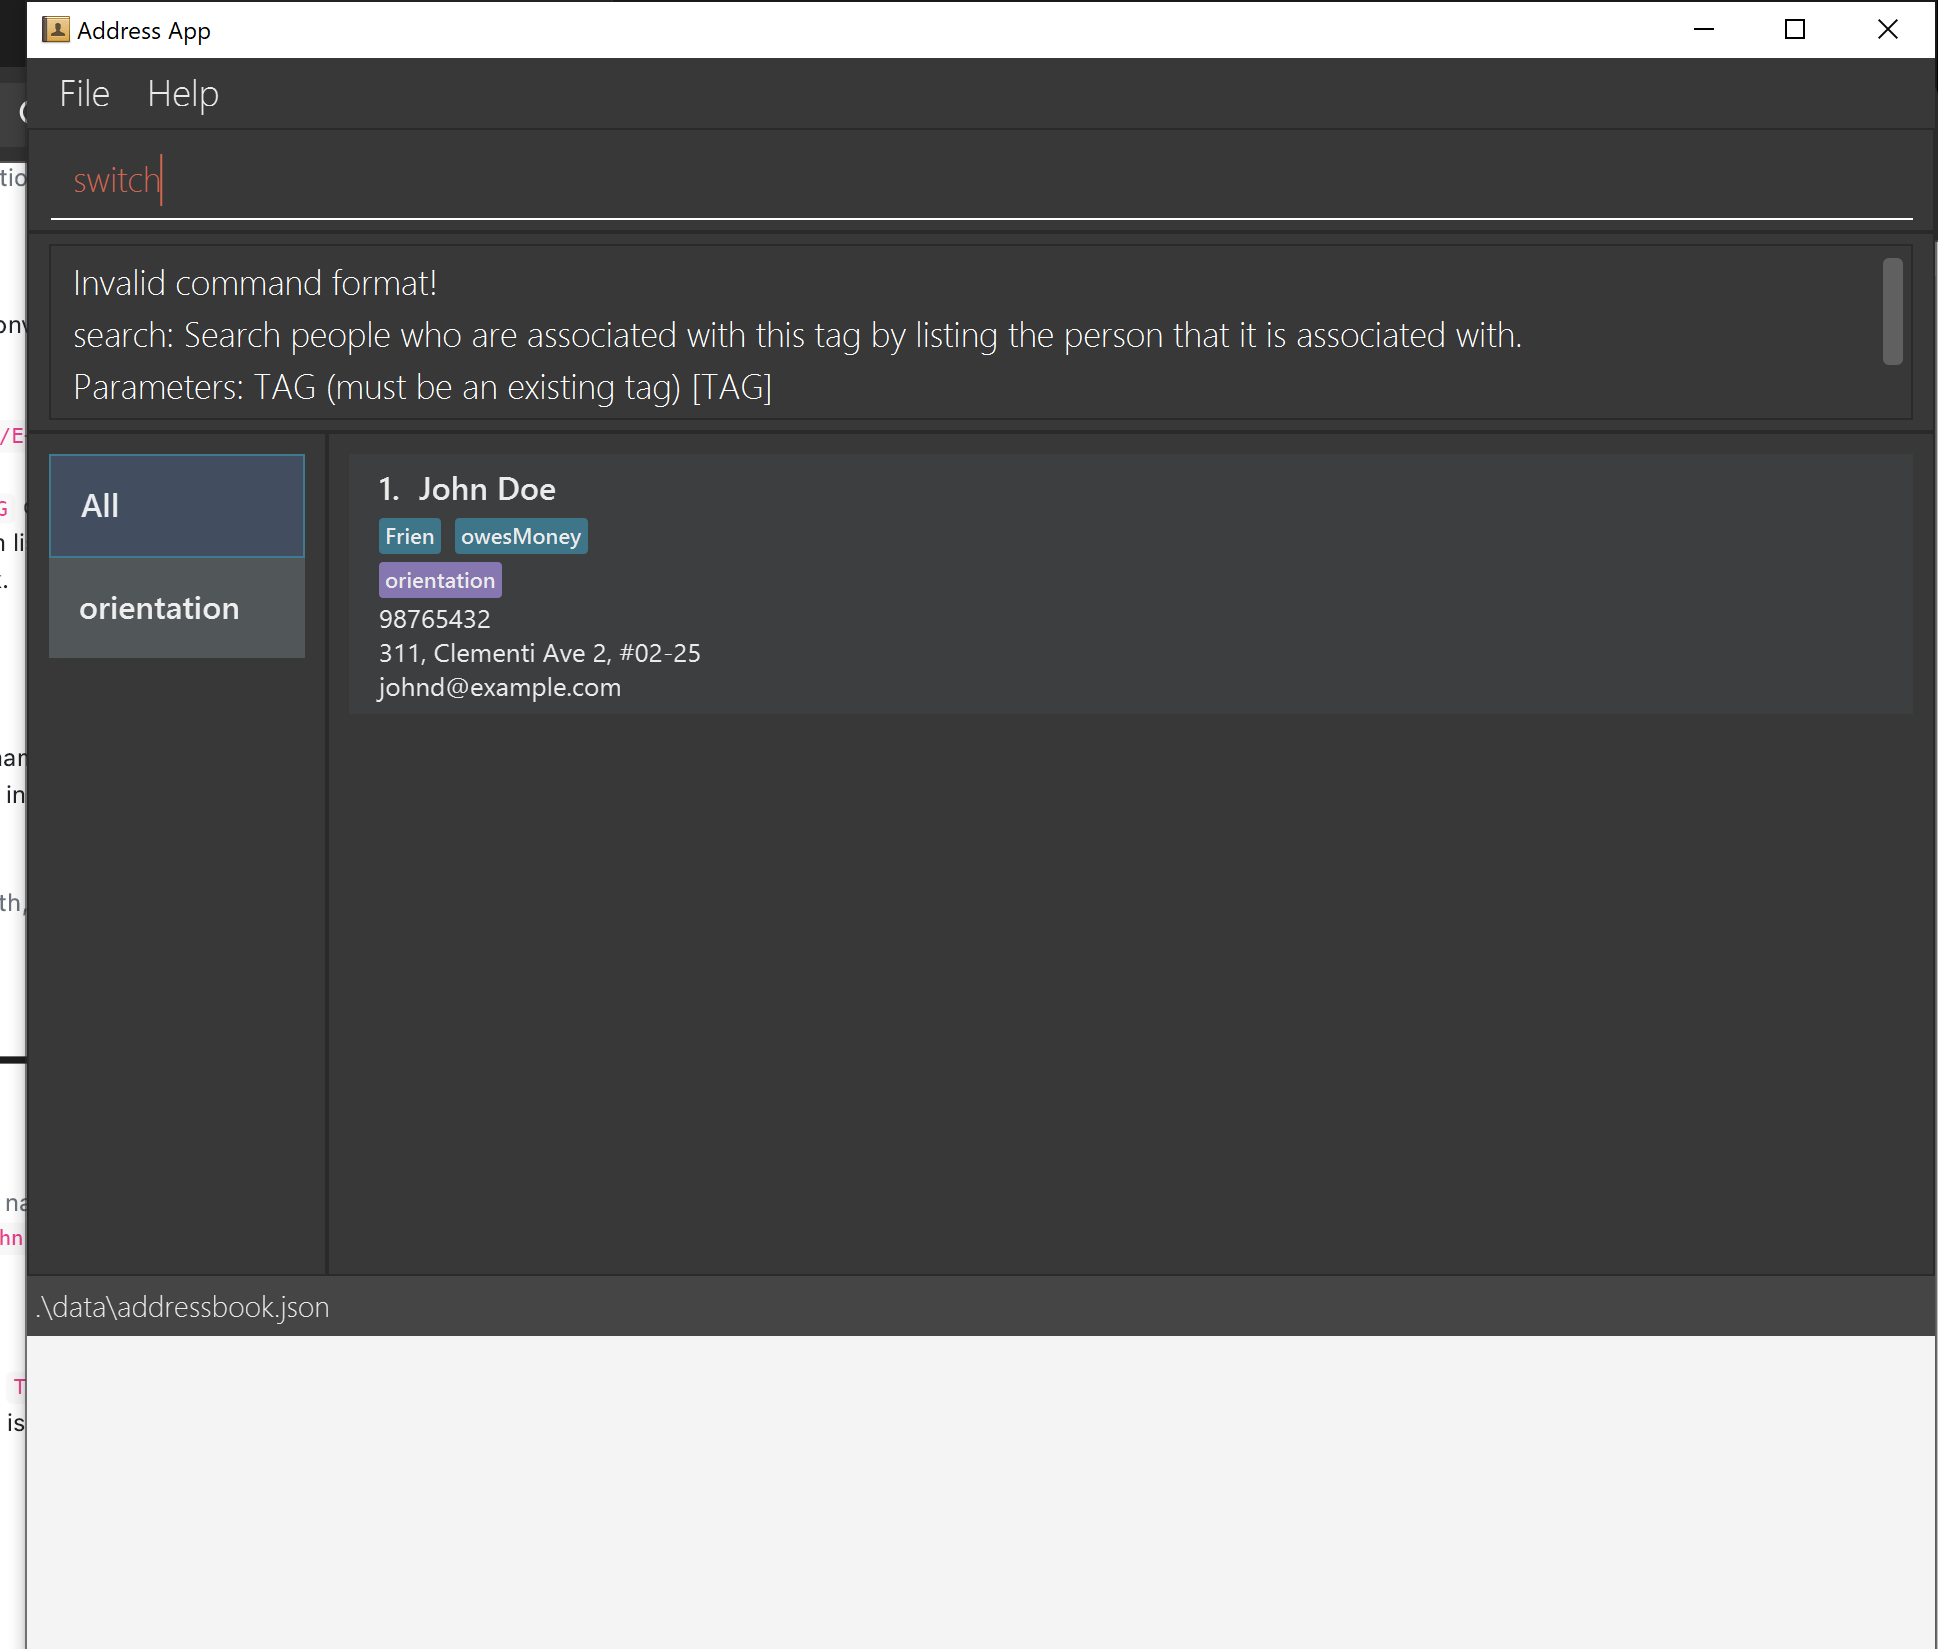 Address App
File Help
switch
Invalid command format!
search: Search people who are associated with this tag by listing the person that it is associated with.
Parameters: TAG (must be an existing tag) [TAG]
All
orientation
1. John Doe
Frien owesMoney
orientation
98765432
311, Clementi Ave 2, #02-25
johnd@example.com
.\data\addressbook.json